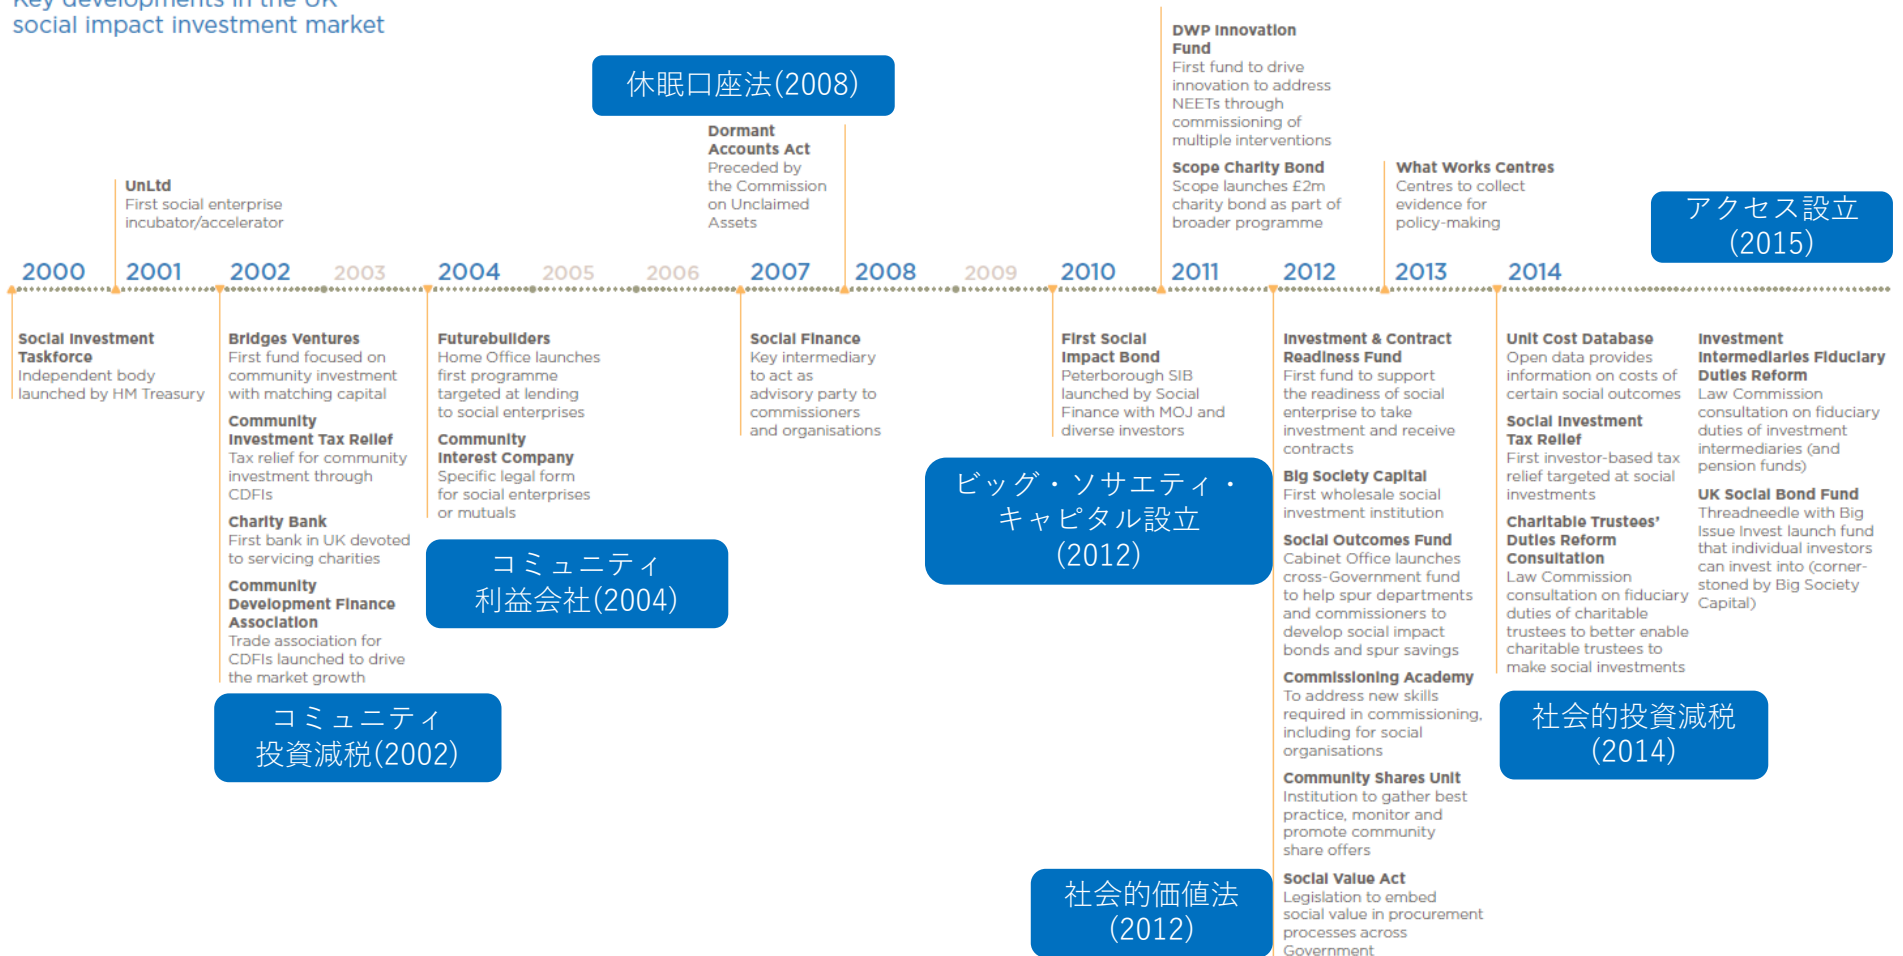 Key developments in the UK
social impact investment market
休眠口座法(2008)
Dormant
Accounts Act
Preceded by
the Commission
on Unclaimed
Assets
UnLtd
First social enterprise
incubator/accelerator
DWP Innovation
Fund
First fund to drive
innovation to address
NEETs through
commissioning of
multiple interventions
Scope Charity Bond
Scope launches £2m
charity bond as part of
broader programme
What Works Centres
Centres to collect
evidence for
policy-making
アクセス設立
(2015)
2000 2001 2002 2003 2004 2005 2006 2007 2008 2009 2010 2011 2012 2013 2014
Social Investment
Taskforce
Independent body
launched by HM Treasury
Bridges Ventures
First fund focused on
community investment
with matching capital
Community
Investment Tax Relief
Tax relief for community
investment through
CDFIs
Charity Bank
First bank in UK devoted
to servicing charities
Community
Development Finance
Association
Trade association for
CDFIs launched to drive
the market growth
コミュニティ
投資減税(2002)
Futurebuilders
Home Office launches
first programme
targeted at lending
to social enterprises
Community
Interest Company
Specific legal form
for social enterprises
or mutuals
コミュニティ
利益会社(2004)
Social Finance
Key intermediary
to act as
advisory party to
commissioners
and organisations
First Social
Impact Bond
Peterborough SIB
launched by Social
Finance with MOJ and
diverse investors
ビッグ・ソサエティ・
キャピタル設立
(2012)
Investment & Contract
Readiness Fund
First fund to support
the readiness of social
enterprise to take
investment and receive
contracts
Big Society Capital
First wholesale social
investment institution
Social Outcomes Fund
Cabinet Office launches
cross-Government fund
to help spur departments
and commissioners to
develop social impact
bonds and spur savings
Commissioning Academy
To address new skills
required in commissioning,
including for social
organisations
Community Shares Unit
Institution to gather best
practice, monitor and
promote community
share offers
Social Value Act
Legislation to embed
social value in procurement
processes across
Government
社会的価値法
(2012)
Unit Cost Database
Open data provides
information on costs of
certain social outcomes
Social Investment
Tax Relief
First investor-based tax
relief targeted at social
investments
Charitable Trustees'
Duties Reform
Consultation
Law Commission
consultation on fiduciary
duties of charitable
trustees to better enable
charitable trustees to
make social investments
社会的投資減税
(2014)
Investment
Intermediaries Fiduciary
Duties Reform
Law Commission
consultation on fiduciary
duties of investment
intermediaries (and
pension funds)
UK Social Bond Fund
Threadneedle with Big
Issue Invest launch fund
that individual investors
can invest into (corner-
stoned by Big Society
Capital)